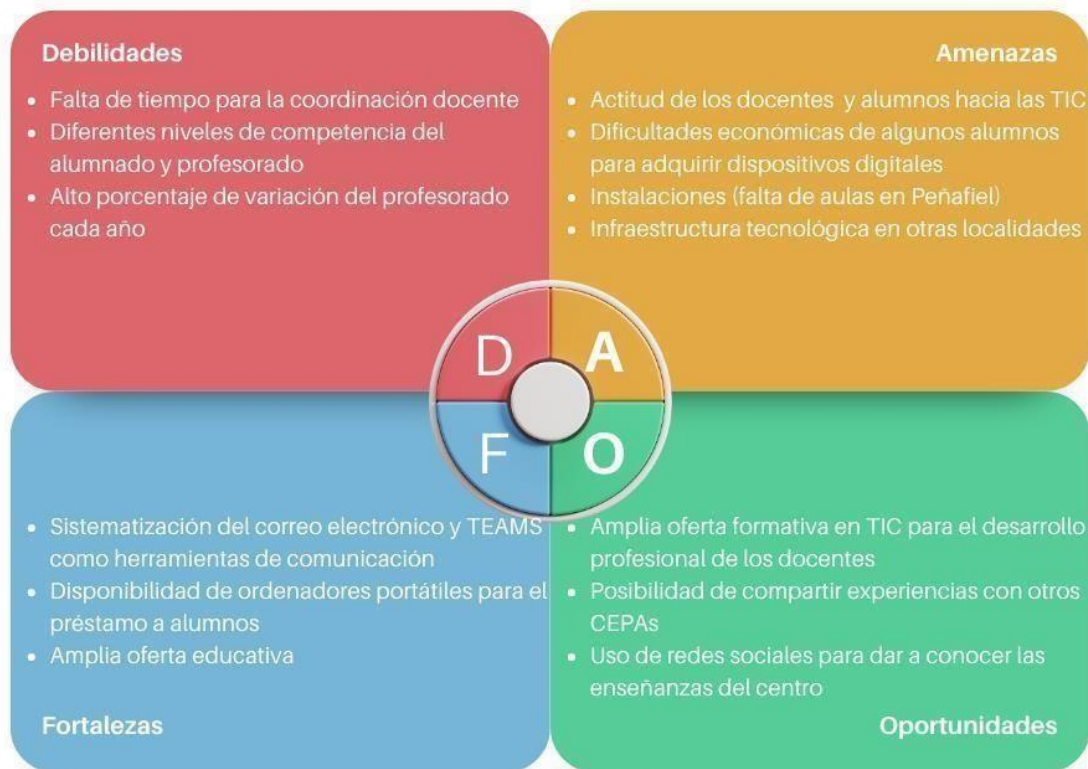 Debilidades
• Falta de tiempo para la coordinación docente
• Diferentes niveles de competencia del
alumnado y profesorado
• Alto porcentaje de variación del profesorado
cada año
Amenazas
• Actitud de los docentes y alumnos hacia las TIC
• Dificultades económicas de algunos alumnos
para adquirir dispositivos digitales
• Instalaciones (falta de aulas en Peñafiel)
• Infraestructura tecnológica en otras localidades
D
A
F
O
• Sistematización del correo electrónico y TEAMS
como herramientas de comunicación
• Disponibilidad de ordenadores portátiles para el
préstamo a alumnos
• Amplia oferta educativa
Fortalezas
• Amplia oferta formativa en TIC para el desarrollo
profesional de los docentes
• Posibilidad de compartir experiencias con otros
CEPAs
• Uso de redes sociales para dar a conocer las
enseñanzas del centro
Oportunidades